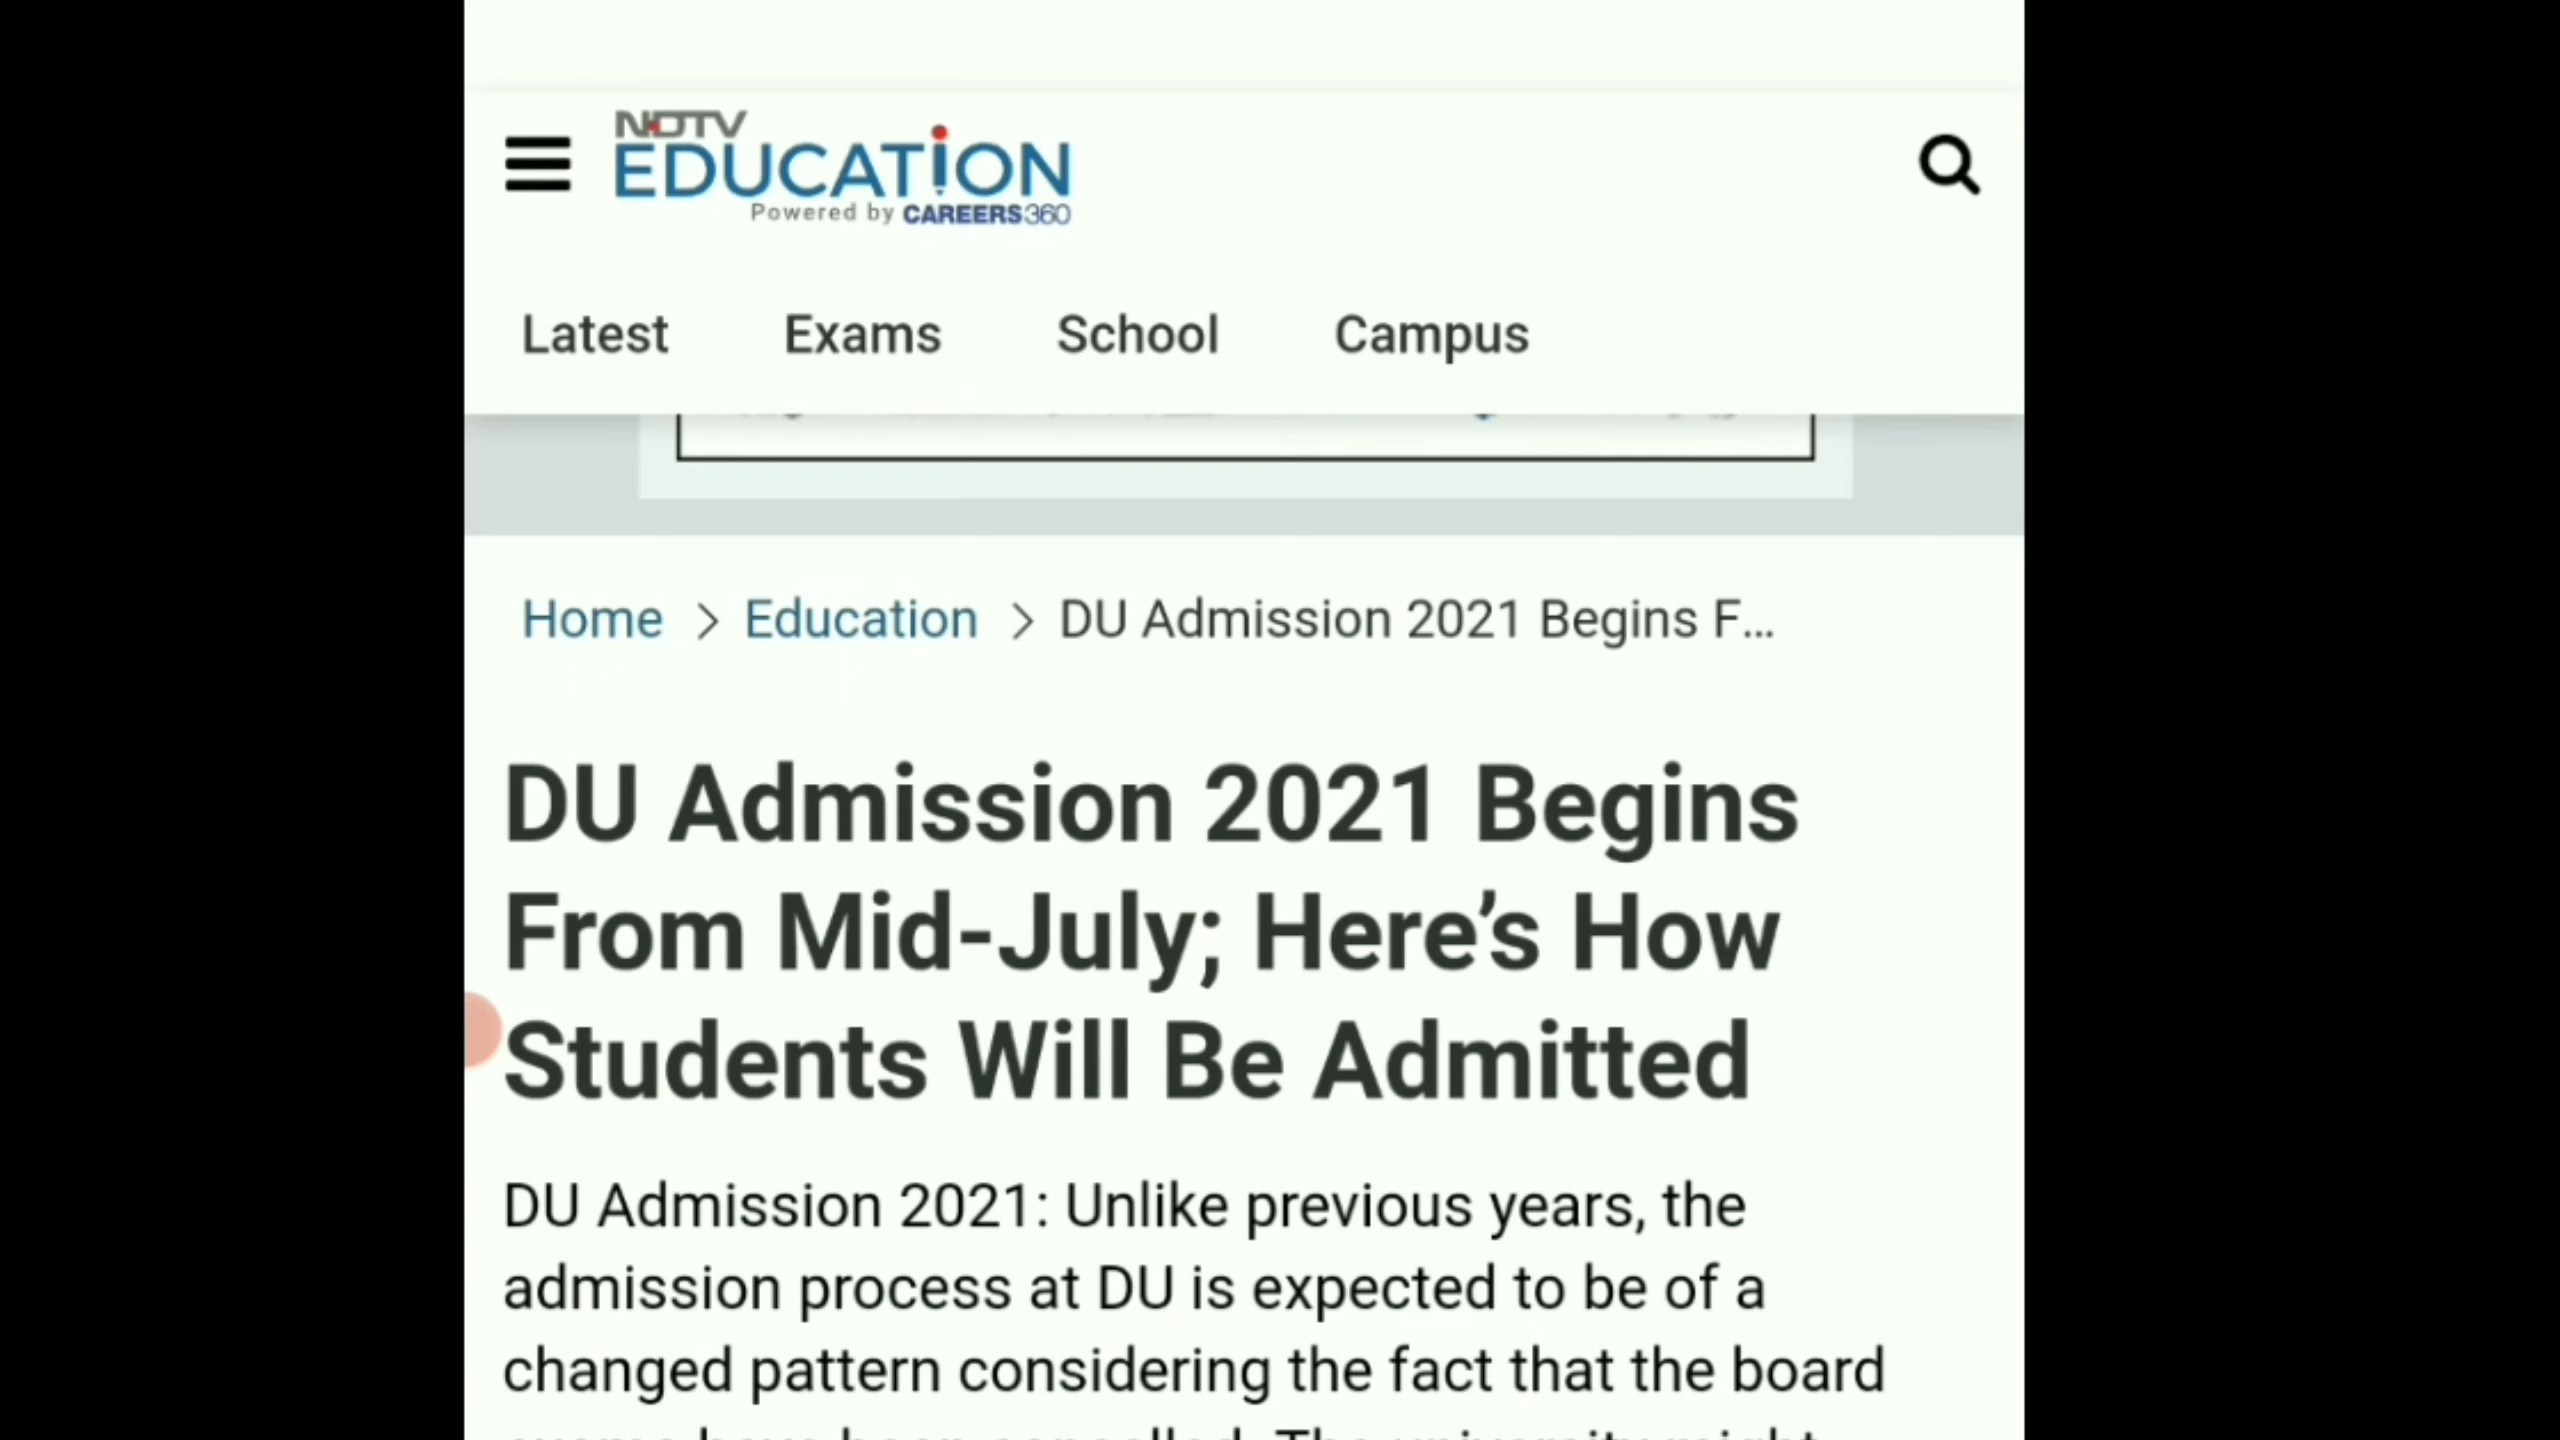 NDTV
EDUCATION
Powered by CAREERS360
Latest Exams School Campus
Home > Education > DU Admission 2021 Begins F...
DU Admission 2021 Begins
From Mid-July; Here’s How
Students Will Be Admitted
DU Admission 2021: Unlike previous years, the
admission process at DU is expected to be of a
changed pattern considering the fact that the board